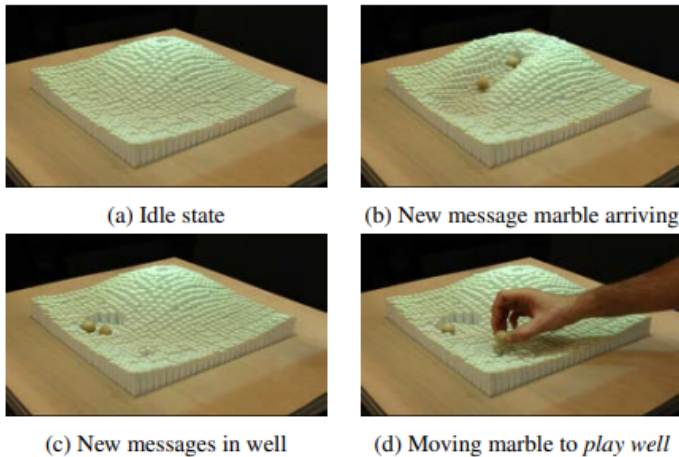 (a) Idle state
(b) New message marble arriving
(c) New messages in well
(d) Moving marble to play well